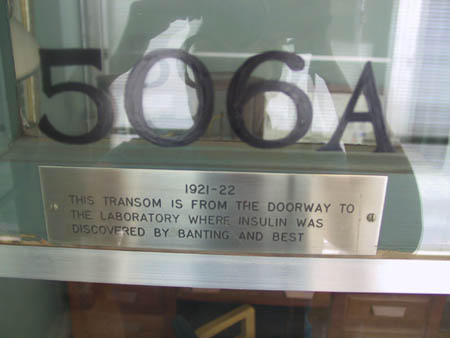 506A
1921-22
THIS TRANSOM IS FROM THE DOORWAY TO
THE LABORATORY WHERE INSULIN WAS
DISCOVERED BY BANTING AND BEST